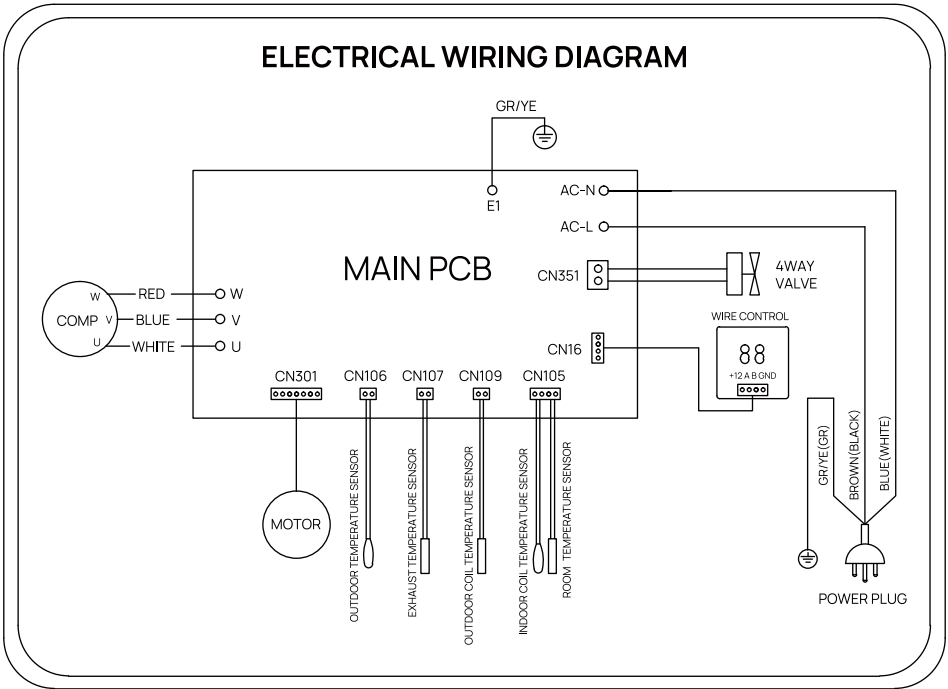 ELECTRICAL WIRING DIAGRAM
GR/YE
E1
AC-N
AC-L
MAIN PCB
CN351
4WAY
VALVE
WIRE CONTROL
88
+12 A B GND
CN16
COMP
W
V
U
RED
BLUE
WHITE
W
V
U
CN301
CN106
CN107
CN109
CN105
MOTOR
OUTDOOR TEMPERATURE SENSOR
EXHAUST TEMPERATURE SENSOR
OUTDOOR COIL TEMPERATURE SENSOR
INDOOR COIL TEMPERATURE SENSOR
ROOM TEMPERATURE SENSOR
GR/YE(GR)
BROWN(BLACK)
BLUE(WHITE)
POWER PLUG